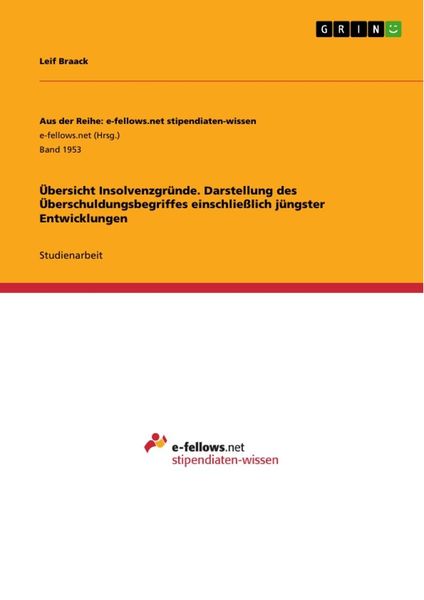 GRIN
Leif Braack
Aus der Reihe: e-fellows.net stipendiaten-wissen
e-fellows.net (Hrsg.)
Band 1953
Übersicht Insolvenzgründe. Darstellung des
Überschuldungsbegriffes einschließlich jüngster
Entwicklungen
Studienarbeit
e-fellows.net
stipendiaten-wissen